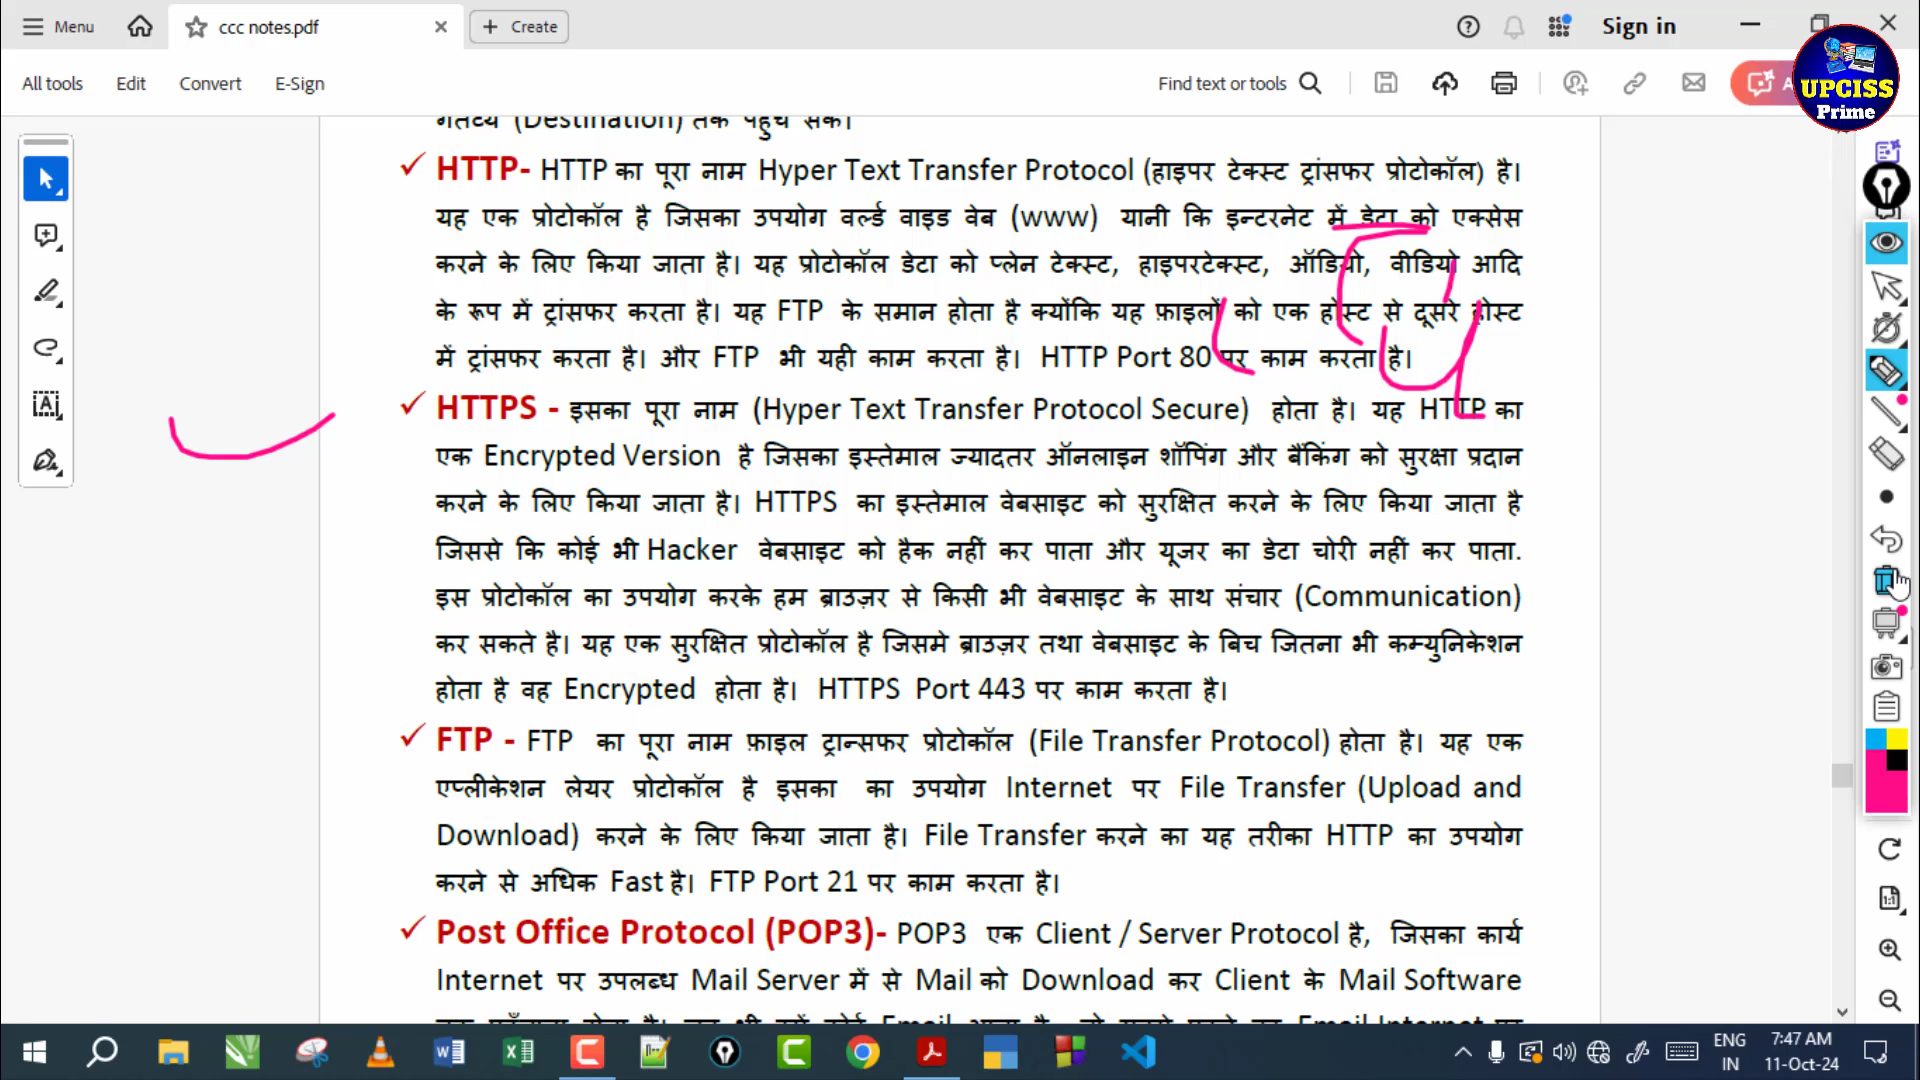 Menu
ccc notes.pdf
Create
Sign in
All tools
Edit
Convert
E-Sign
Find text or tools
UPCISS
Prime
गंतव्य (Destination) तक पहुंच सके।
HTTP- HTTP का पूरा नाम Hyper Text Transfer Protocol (हाइपर टेक्स्ट ट्रांसफर प्रोटोकॉल) है।
यह एक प्रोटोकॉल है जिसका उपयोग वर्ल्ड वाइड वेब (www) यानी कि इन्टरनेट में डेटा को एक्सेस
करने के लिए किया जाता है। यह प्रोटोकॉल डेटा को प्लेन टेक्स्ट, हाइपरटेक्स्ट, ऑडियो, वीडियो आदि
के रूप में ट्रांसफर करता है। यह FTP के समान होता है क्योंकि यह फ़ाइलों को एक होस्ट से दूसरे होस्ट
में ट्रांसफर करता है। और FTP भी यही काम करता है। HTTP Port 80 पर काम करता है।
HTTPS - इसका पूरा नाम (Hyper Text Transfer Protocol Secure) होता है। यह HTTP का
एक Encrypted Version है जिसका इस्तेमाल ज्यादतर ऑनलाइन शॉपिंग और बैंकिंग को सुरक्षा प्रदान
करने के लिए किया जाता है। HTTPS का इस्तेमाल वेबसाइट को सुरक्षित करने के लिए किया जाता है
जिससे कि कोई भी Hacker वेबसाइट को हैक नहीं कर पाता और यूजर का डेटा चोरी नहीं कर पाता.
इस प्रोटोकॉल का उपयोग करके हम ब्राउज़र से किसी भी वेबसाइट के साथ संचार (Communication)
कर सकते है। यह एक सुरक्षित प्रोटोकॉल है जिसमे ब्राउज़र तथा वेबसाइट के बिच जितना भी कम्युनिकेशन
होता है वह Encrypted होता है। HTTPS Port 443 पर काम करता है।
FTP - FTP का पूरा नाम फ़ाइल ट्रान्सफर प्रोटोकॉल (File Transfer Protocol) होता है। यह एक
एप्लीकेशन लेयर प्रोटोकॉल है इसका का उपयोग Internet पर File Transfer (Upload and
Download) करने के लिए किया जाता है। File Transfer करने का यह तरीका HTTP का उपयोग
करने से अधिक Fast है। FTP Port 21 पर काम करता है।
Post Office Protocol (POP3)- POP3 एक Client / Server Protocol है, जिसका कार्य
Internet पर उपलब्ध Mail Server में से Mail को Download कर Client के Mail Software
ENG
IN
7:47 AM
11-Oct-24